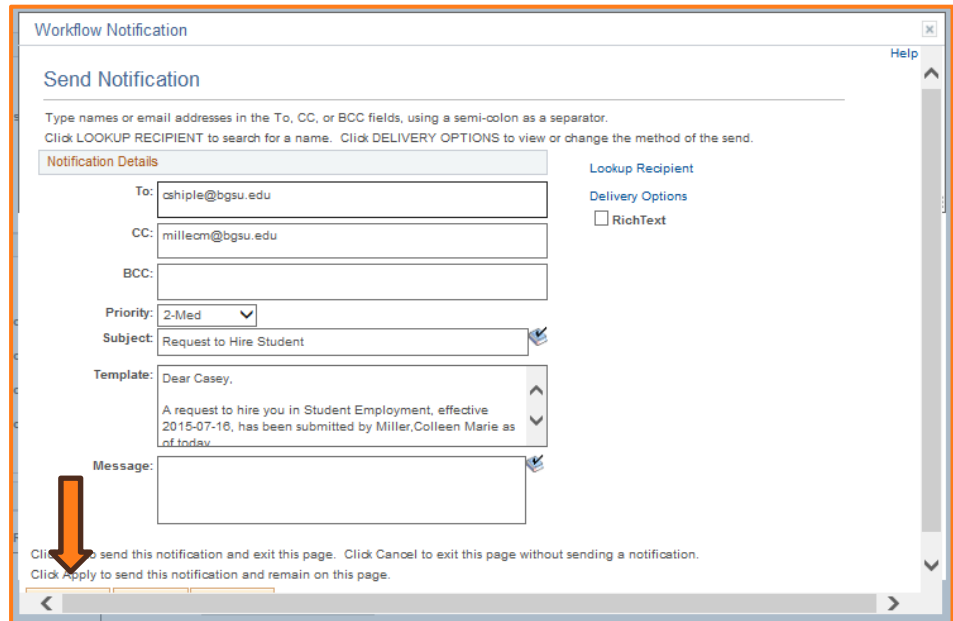 Workflow Notification
Help
Send Notification
Type names or email addresses in the To, CC, or BCC fields, using a semi-colon as a separator.
Click LOOKUP RECIPIENT to search for a name. Click DELIVERY OPTIONS to view or change the method of the send.
Notification Details
Lookup Recipient
To: cshiple@bgsu.edu
Delivery Options
RichText
CC: millecm@bgsu.edu
BCC:
Priority: 2-Med
Subject: Request to Hire Student
Template: Dear Casey,
A request to hire you in Student Employment, effective
2015-07-16, has been submitted by Miller,Colleen Marie as
of today
Message:
to send this notification and exit this page. Click Cancel to exit this page without sending a notification.
Click Apply to send this notification and remain on this page.